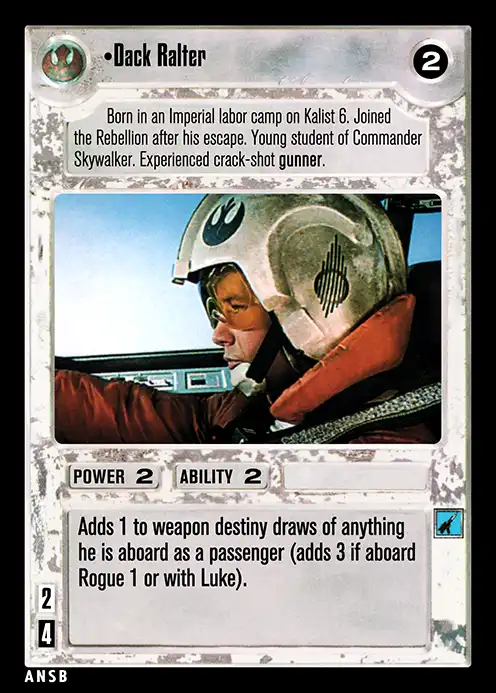 •Dack Ralter
2
Born in an Imperial labor camp on Kalist 6. Joined
the Rebellion after his escape. Young student of Commander
Skywalker. Experienced crack-shot gunner.
POWER 2 ABILITY 2
Adds 1 to weapon destiny draws of anything
he is aboard as a passenger (adds 3 if aboard
Rogue 1 or with Luke).
2
4
ANSB